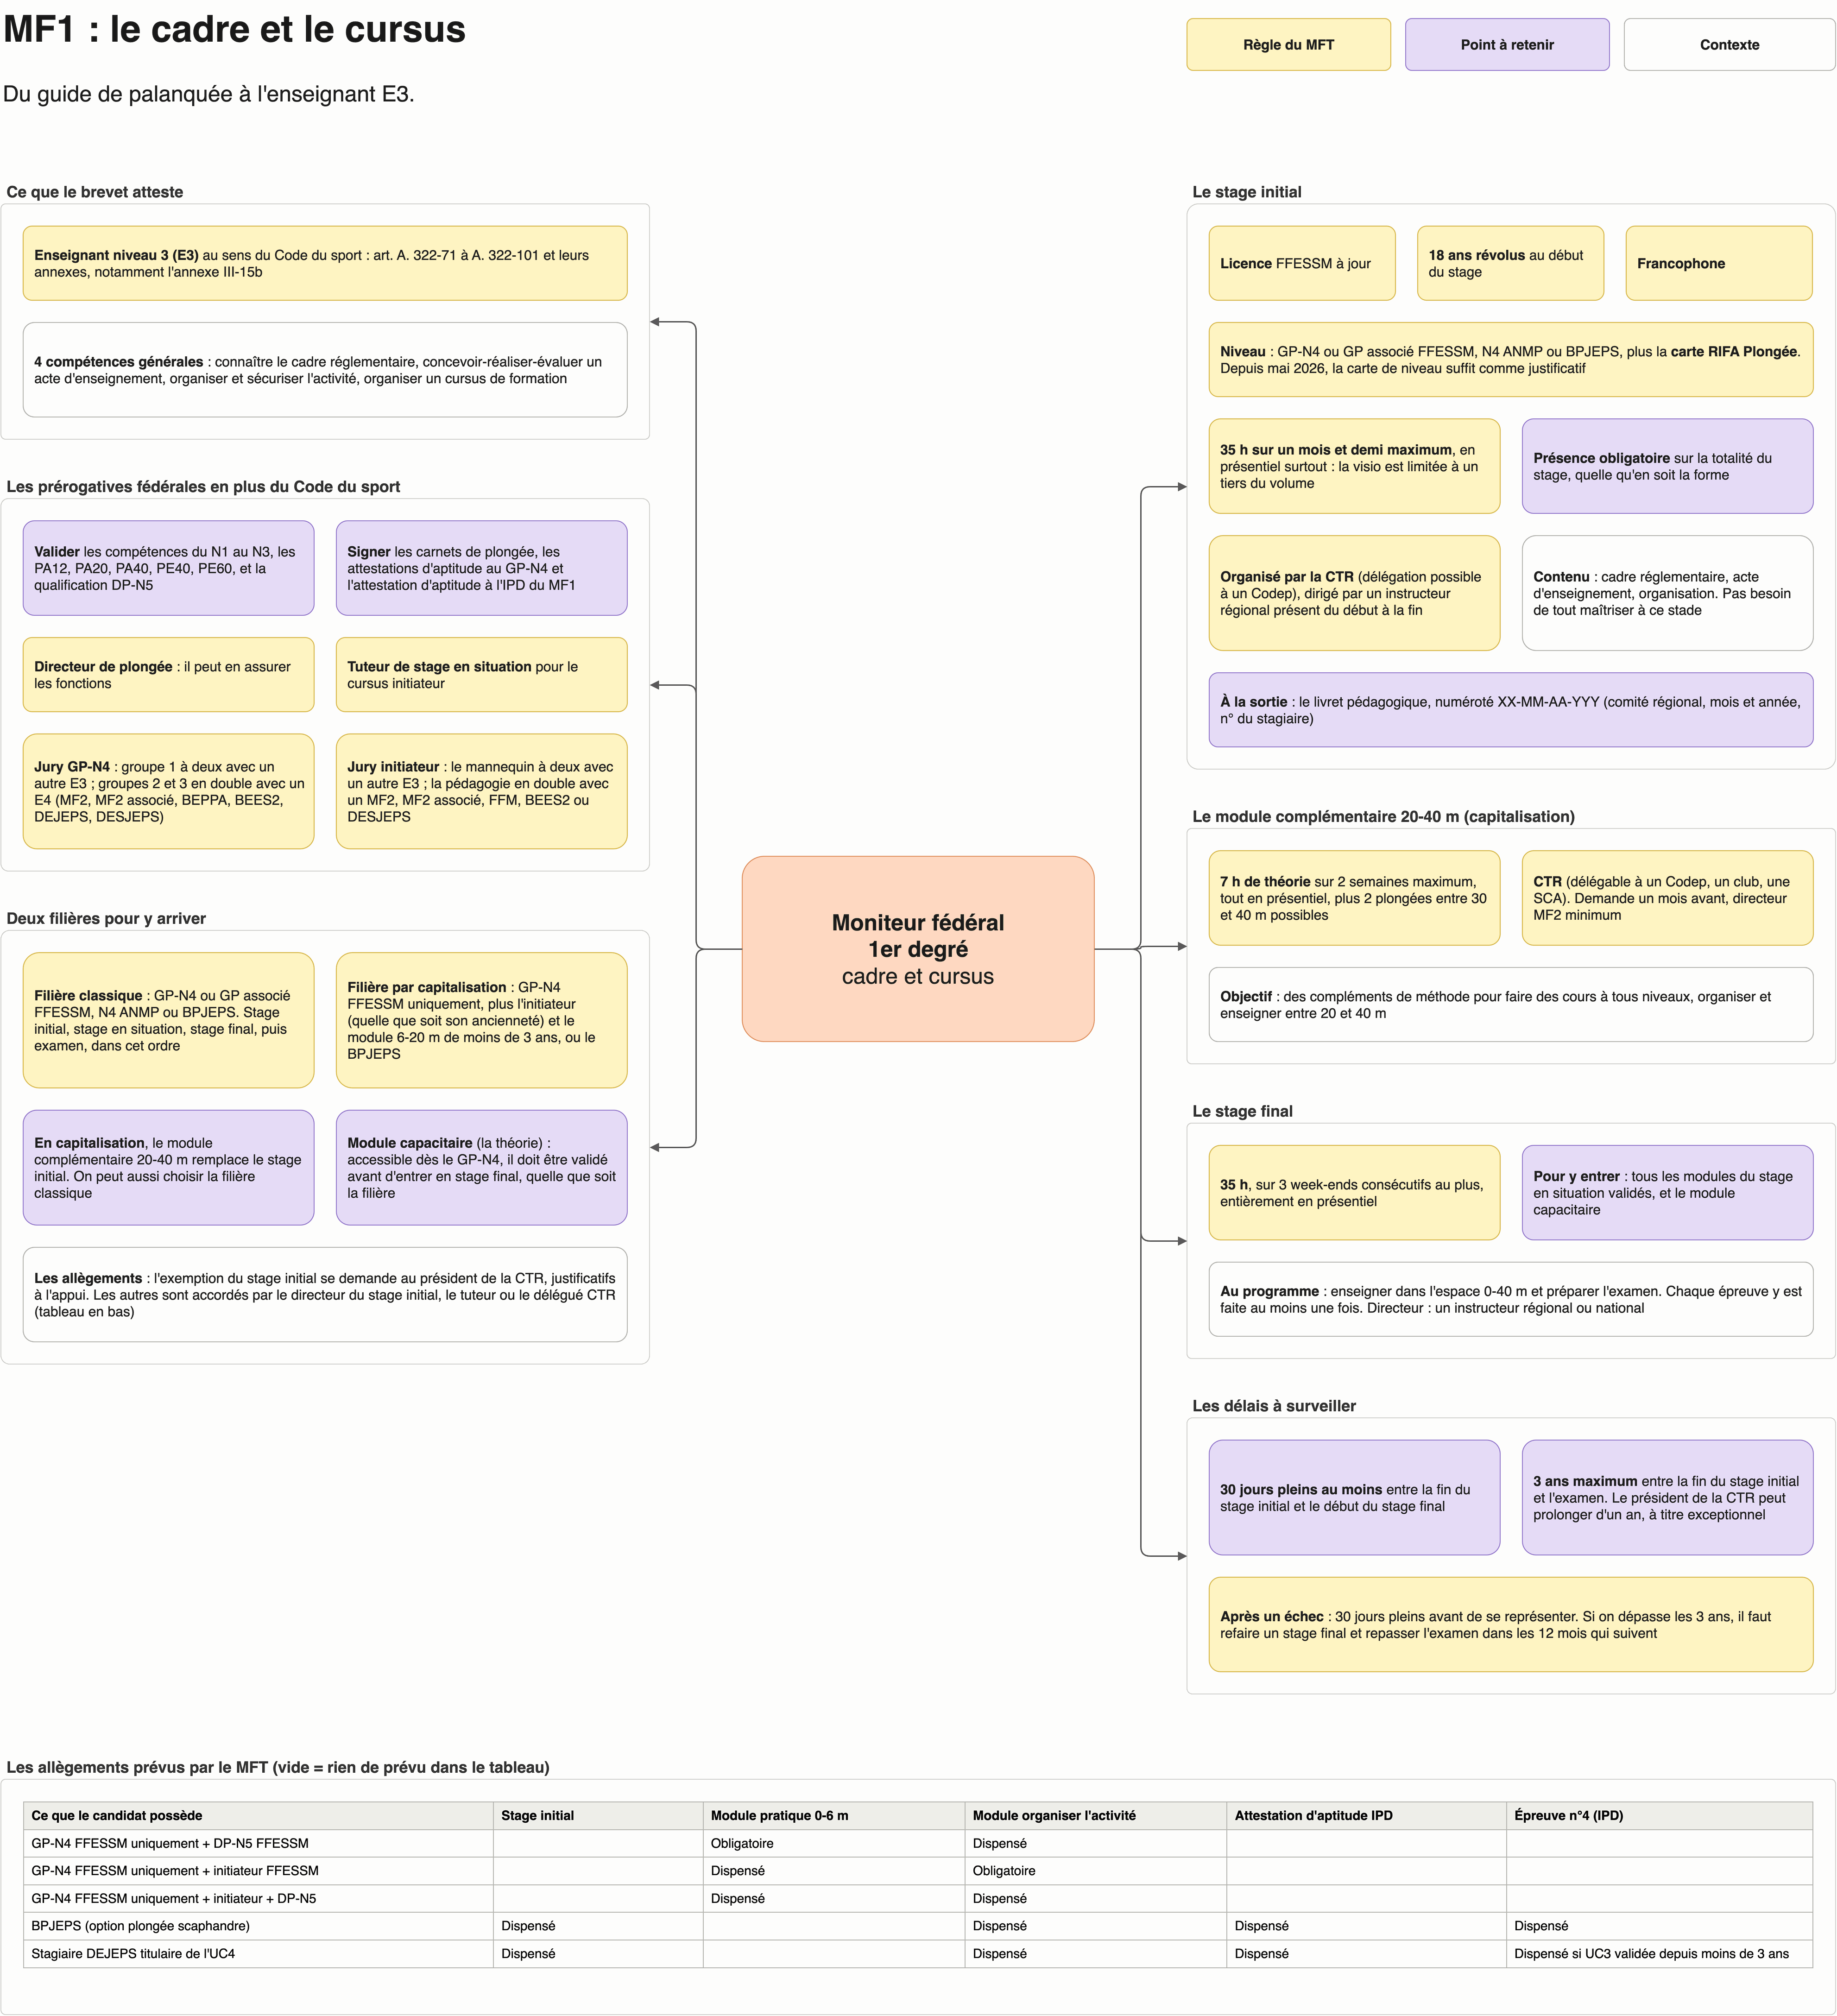 MF1 : le cadre et le cursus
Du guide de palanquée à l'enseignant E3.
Règle du MFT
Point à retenir
Contexte
Ce que le brevet atteste
Enseignant niveau 3 (E3) au sens du Code du sport : art. A. 322-71 à A. 322-101 et leurs
annexes, notamment l'annexe III-15b
4 compétences générales : connaître le cadre réglementaire, concevoir-réaliser-évaluer un
acte d'enseignement, organiser et sécuriser l'activité, organiser un cursus de formation
Les prérogatives fédérales en plus du Code du sport
Valider les compétences du N1 au N3, les
PA12, PA20, PA40, PE40, PE60, et la
qualification DP-N5
Signer les carnets de plongée, les
attestations d'aptitude au GP-N4 et
l'attestation d'aptitude à l'IPD du MF1
Directeur de plongée : il peut en assurer
les fonctions
Tuteur de stage en situation pour le
cursus initiateur
Jury GP-N4 : groupe 1 à deux avec un
autre E3 ; groupes 2 et 3 en double avec un
E4 (MF2, MF2 associé, BEPPA, BEES2,
DEJEPS, DESJEPS)
Jury initiateur : le mannequin à deux avec
un autre E3 ; la pédagogie en double avec
un MF2, MF2 associé, FFM, BEES2 ou
DESJEPS
Deux filières pour y arriver
Filière classique : GP-N4 ou GP associé
FFESSM, N4 ANMP ou BPJEPS. Stage
initial, stage en situation, stage final, puis
examen, dans cet ordre
Filière par capitalisation : GP-N4
FFESSM uniquement, plus l'initiateur
(quelle que soit son ancienneté) et le
module 6-20 m de moins de 3 ans, ou le
BPJEPS
En capitalisation, le module
complémentaire 20-40 m remplace le stage
initial. On peut aussi choisir la filière
classique
Module capacitaire (la théorie) :
accessible dès le GP-N4, il doit être validé
avant d'entrer en stage final, quelle que soit
la filière
Les allègements : l'exemption du stage initial se demande au président de la CTR, justificatifs
à l'appui. Les autres sont accordés par le directeur du stage initial, le tuteur ou le délégué CTR
(tableau en bas)
Moniteur fédéral
1er degré
cadre et cursus
Le stage initial
Licence FFESSM à jour
18 ans révolus au début
du stage
Francophone
Niveau : GP-N4 ou GP associé FFESSM, N4 ANMP ou BPJEPS, plus la carte RIFA Plongée.
Depuis mai 2026, la carte de niveau suffit comme justificatif
35 h sur un mois et demi maximum, en
présentiel surtout : la visio est limitée à un
tiers du volume
Présence obligatoire sur la totalité du
stage, quelle qu'en soit la forme
Organisé par la CTR (délégation possible
à un Codep), dirigé par un instructeur
régional présent du début à la fin
Contenu : cadre réglementaire, acte
d'enseignement, organisation. Pas besoin
de tout maîtriser à ce stade
À la sortie : le livret pédagogique, numéroté XX-MM-AA-YYY (comité régional, mois et année,
n° du stagiaire)
Le module complémentaire 20-40 m (capitalisation)
7 h de théorie sur 2 semaines maximum,
tout en présentiel, plus 2 plongées entre 30
et 40 m possibles
CTR (délégable à un Codep, un club, une
SCA). Demande un mois avant, directeur
MF2 minimum
Objectif : des compléments de méthode pour faire des cours à tous niveaux, organiser et
enseigner entre 20 et 40 m
Le stage final
35 h, sur 3 week-ends consécutifs au plus,
entièrement en présentiel
Pour y entrer : tous les modules du stage
en situation validés, et le module
capacitaire
Au programme : enseigner dans l'espace 0-40 m et préparer l'examen. Chaque épreuve y est
faite au moins une fois. Directeur : un instructeur régional ou national
Les délais à surveiller
30 jours pleins au moins entre la fin du
stage initial et le début du stage final
3 ans maximum entre la fin du stage initial
et l'examen. Le président de la CTR peut
prolonger d'un an, à titre exceptionnel
Après un échec : 30 jours pleins avant de se représenter. Si on dépasse les 3 ans, il faut
refaire un stage final et repasser l'examen dans les 12 mois qui suivent
Les allègements prévus par le MFT (vide = rien de prévu dans le tableau)
Ce que le candidat possède Stage initial Module pratique 0-6 m Module organiser l'activité Attestation d'aptitude IPD Épreuve n°4 (IPD)
GP-N4 FFESSM uniquement + DP-N5 FFESSM Obligatoire Dispensé
GP-N4 FFESSM uniquement + initiateur FFESSM Dispensé Obligatoire
GP-N4 FFESSM uniquement + initiateur + DP-N5 Dispensé Dispensé
BPJEPS (option plongée scaphandre) Dispensé Dispensé Dispensé Dispensé
Stagiaire DEJEPS titulaire de l'UC4 Dispensé Dispensé Dispensé Dispensé si UC3 validée depuis moins de 3 ans